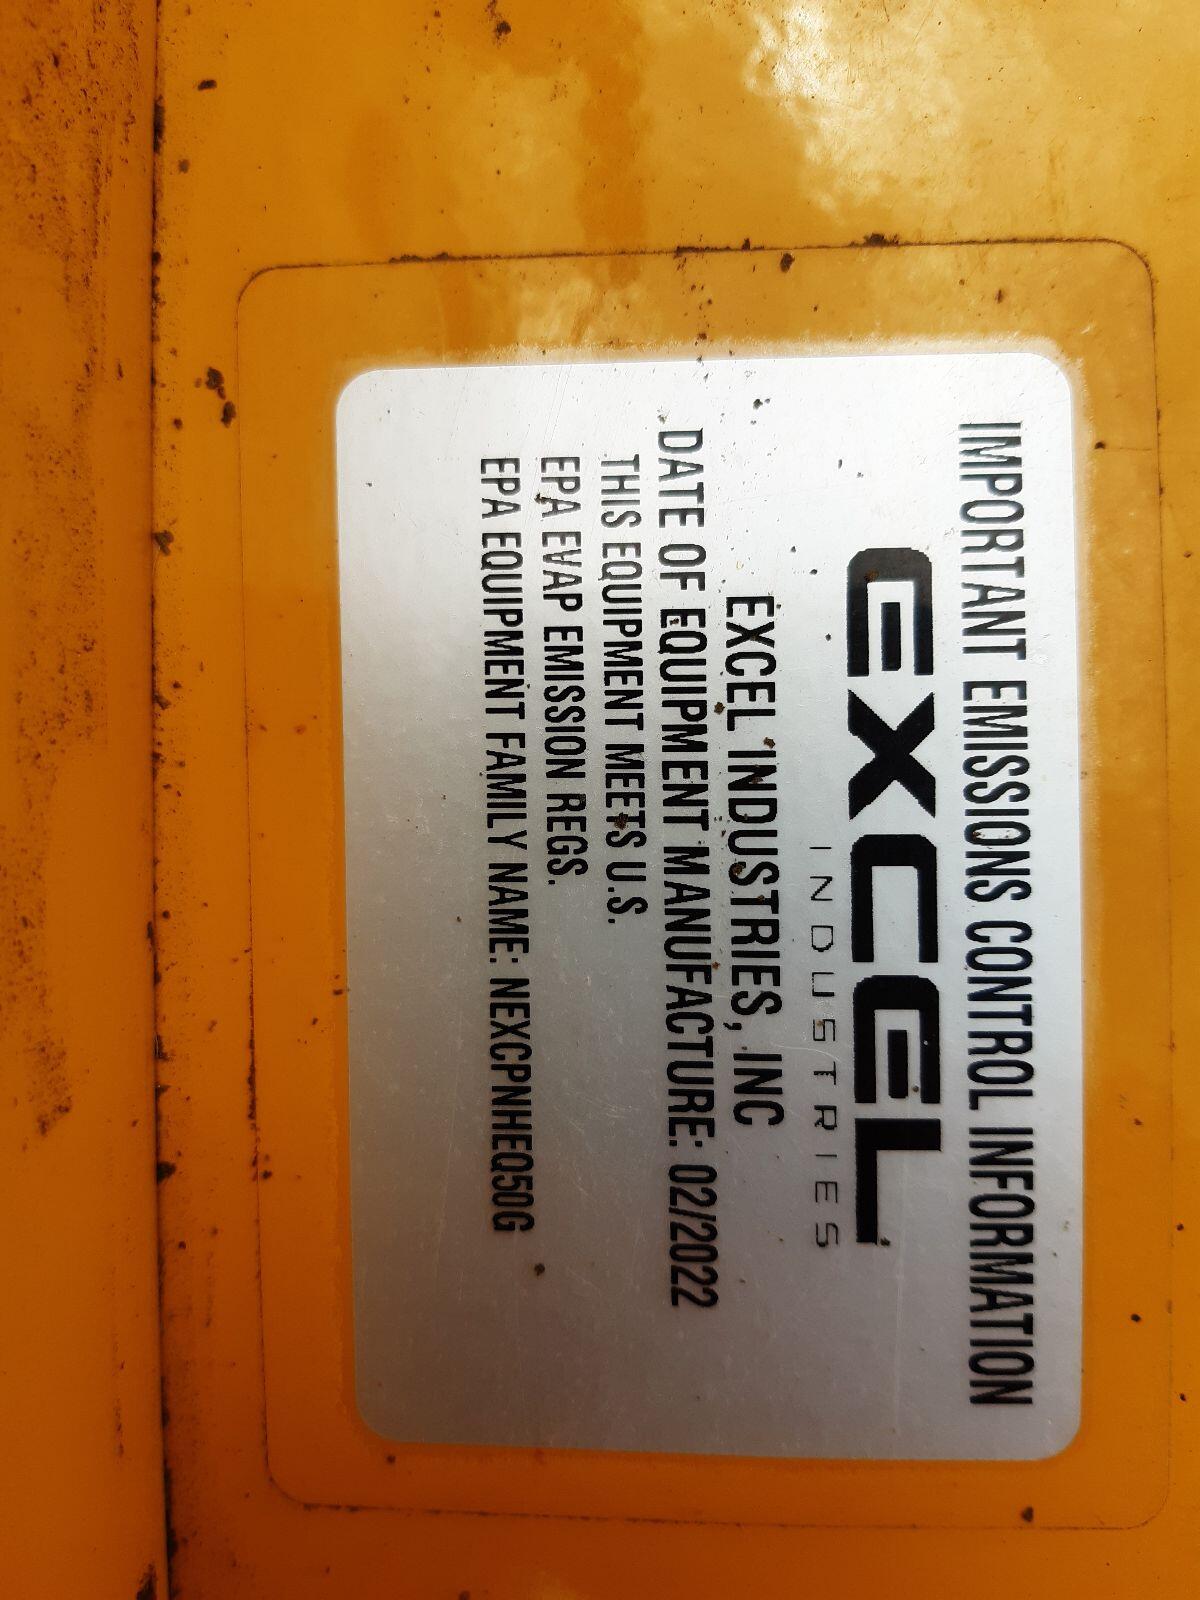 IMPORTANT EMISSIONS CONTROL INFORMATION
EXCEL
INDUSTRIES
EXCEL INDUSTRIES, INC
DATE OF EQUIPMENT MANUFACTURE: 02/2022
THIS EQUIPMENT MEETS U.S.
EPA EVAP EMISSION REGS.
EPA EQUIPMENT FAMILY NAME: NEXCPNHEQ50G